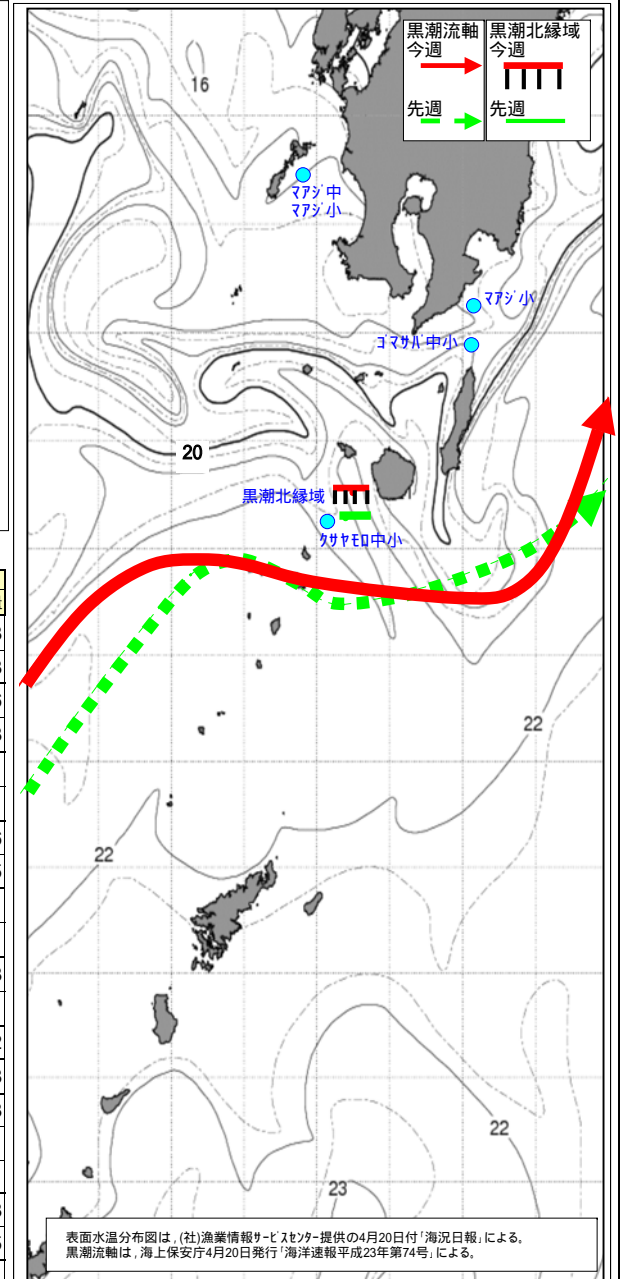 黒潮流軸
今週
先週
黒潮北縁域
今週
先週
16
マアジ中
マアジ小
マアジ小
ゴマサバ中小
20
黒潮北縁域
クサヤモロ中小
22
22
22
23
表面水温分布図は，(社)漁業情報サービスセンター提供の4月20日付「海況日報」による。
黒潮流軸は，海上保安庁4月20日発行「海洋速報平成23年第74号」による。